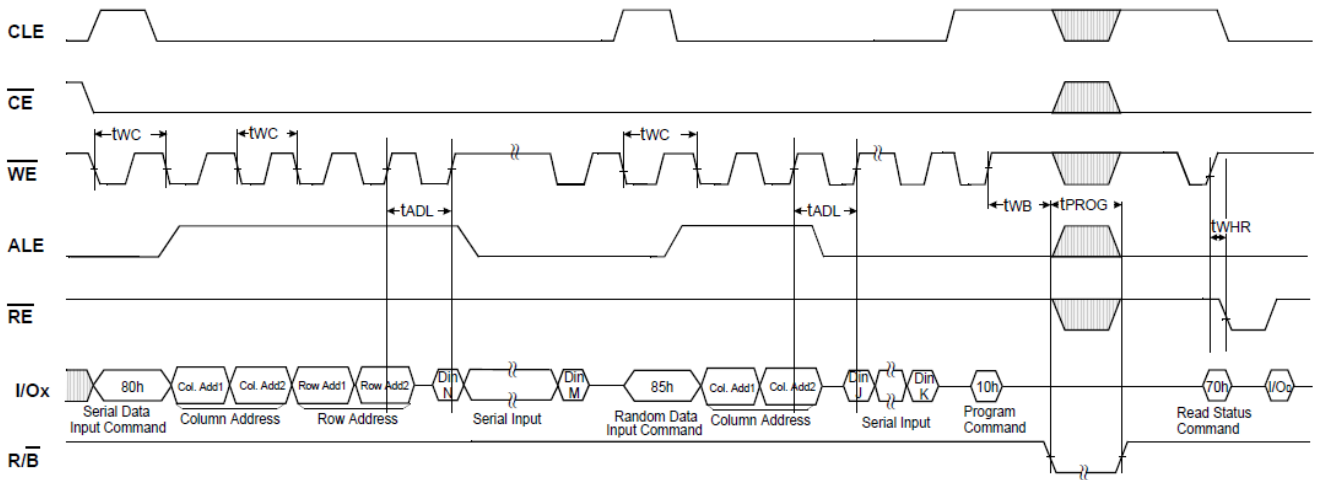 CLE
CE
tWC
tWC
tWC
WE
tADL
tADL
tWB
tPROG
tWHR
ALE
RE
I/Ox
80h
Col. Add1
Col. Add2
Row Add1
Row Add2
Din
N
Din
M
85h
Col. Add1
Col. Add2
Din
J
Din
K
10h
70h
I/O0
Serial Data
Input Command
Column Address
Row Address
Serial Input
Random Data
Input Command
Column Address
Serial Input
Program
Command
Read Status
Command
R/B